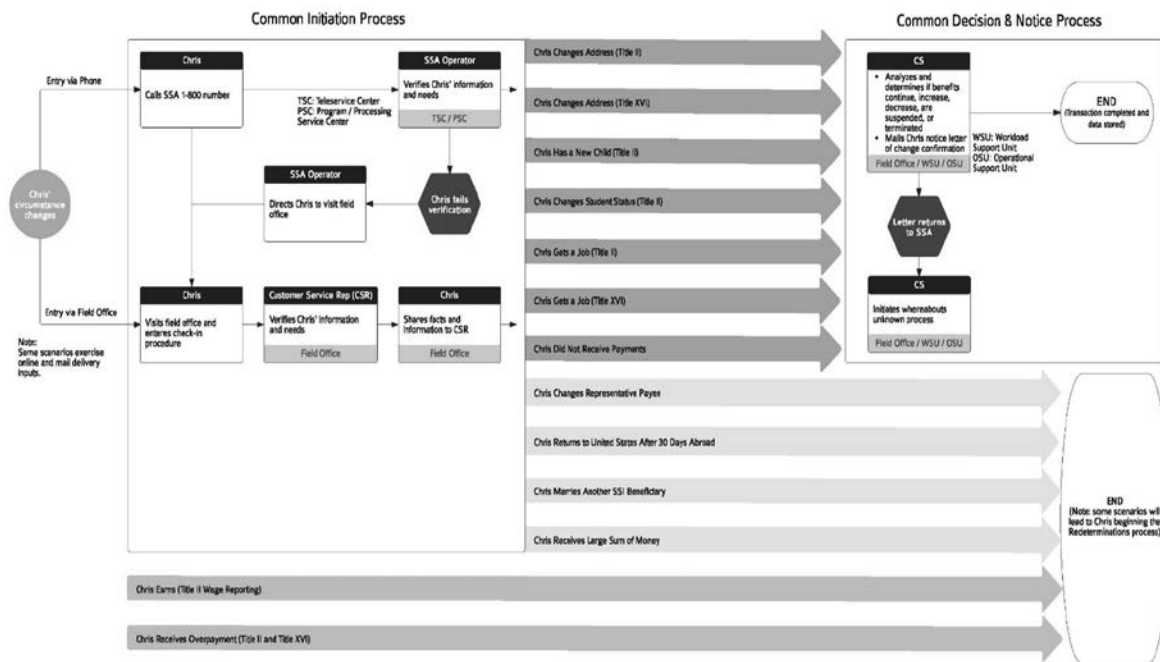 Common Initiation Process
Common Decision & Notice Process
Entry via Phone
Chris
Calls SSA 1-800 number
TSC: Teleservice Center
PSC: Program / Processing
Service Center
SSA Operator
Verifies Chris' information
and needs
TSC / PSC
SSA Operator
Directs Chris to visit field
office
Chris fails
verification
Chris'
circumstance
changes
Entry via Field Office
Note:
Some scenarios exercise
online and mail delivery
inputs.
Chris
Visits field office and
enteres check-in
procedure
Customer Service Rep (CSR)
Verifies Chris' information
and needs
Field Office
Chris
Shares facts and
information to CSR
Field Office
Chris Changes Address (Title II)
Chris Changes Address (Title XVI)
Chris Has a New Child (Title II)
Chris Changes Student Status (Title II)
Chris Gets a Job (Title II)
Chris Gets a Job (Title XVI)
Chris Did Not Receive Payments
Chris Changes Representative Payee
Chris Returns to United States After 30 Days Abroad
Chris Marries Another SSI Beneficiary
Chris Receives Large Sum of Money
Chris Earns (Title II Wage Reporting)
Chris Receives Overpayment (Title II and Title XVI)
CS
• Analyzes and
determines if benefits
continue, increase,
decrease, are
suspended, or
terminated
• Mails Chris notice letter
of change confirmation
Field Office / WSU / OSU
WSU: Workload
Support Unit
OSU: Operational
Support Unit
END
(Transaction completed and
data stored)
Letter returns
to SSA
CS
Initiates whereabouts
unknown process
Field Office / WSU / OSU
END
(Note: some scenarios will
lead to Chris beginning the
Redeterminations process)